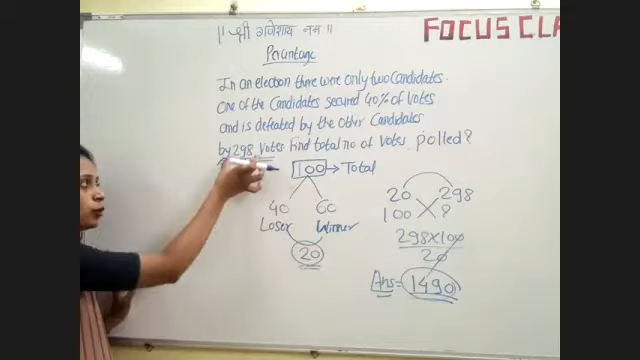 || श्री गणेशाय नम ||
FOCUS CLA
Percentage
In an election there were only two Candidates.
One of the Candidates secured 40% of votes
and is defeated by the other Candidates
by 298 Votes Find total no of Votes polled?
100 → Total
40 60
Loser Winner
20
20 298
100 ?
298×100
20
Ans = 1490